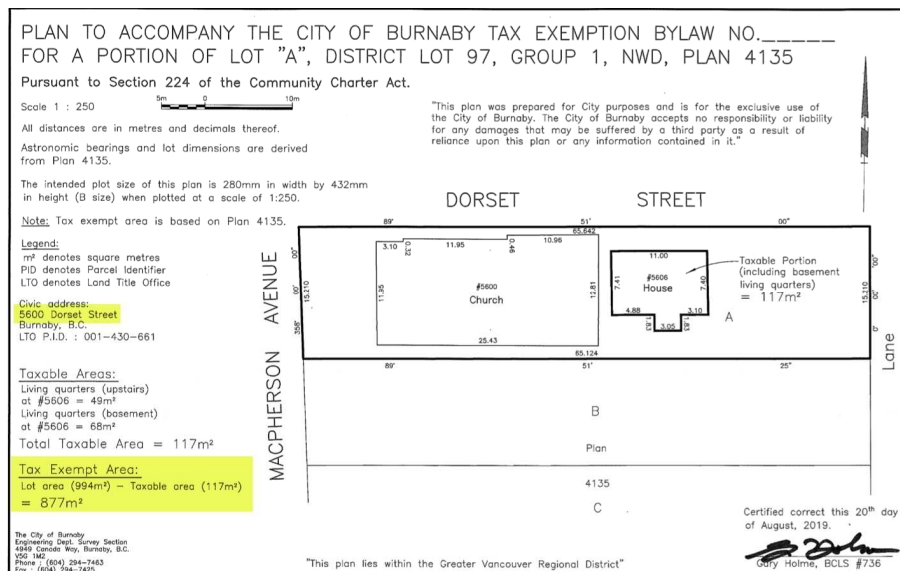 PLAN TO ACCOMPANY THE CITY OF BURNABY TAX EXEMPTION BYLAW NO._____
FOR A PORTION OF LOT "A", DISTRICT LOT 97, GROUP 1, NWD, PLAN 4135
Pursuant to Section 224 of the Community Charter Act.
Scale 1 : 250
5m 0 10m
All distances are in metres and decimals thereof.
Astronomic bearings and lot dimensions are derived
from Plan 4135.
The intended plot size of this plan is 280mm in width by 432mm
in height (B size) when plotted at a scale of 1:250.
Note: Tax exempt area is based on Plan 4135.
Legend:
m² denotes square metres
PID denotes Parcel Identifier
LTO denotes Land Title Office
Civic address:
5600 Dorset Street
Burnaby, B.C.
LTO P.I.D. : 001-430-661
Taxable Areas:
Living quarters (upstairs)
at #5606 = 49m²
Living quarters (basement)
at #5606 = 68m²
Total Taxable Area = 117m²
Tax Exempt Area:
Lot area (994m²) - Taxable area (117m²)
= 877m²
The City of Burnaby
Engineering Dept. Survey Section
4949 Canada Way, Burnaby, B.C.
V5G 1M2
Phone : (604) 294-7463
Fax : (604) 294-7425
"This plan was prepared for City purposes and is for the exclusive use of
the City of Burnaby. The City of Burnaby accepts no responsibility or liability
for any damages that may be suffered by a third party as a result of
reliance upon this plan or any information contained in it."
DORSET STREET
MACPHERSON AVENUE
89° 51' 00"
65.642
3.10 0.32 11.95 0.46 10.96
358° 00' 00"
15.210
11.95
#5600
Church
12.81
25.43
11.00
7.41
#5606
House
7.40
4.88 3.10
1.83 3.05 1.83
Taxable Portion
(including basement
living quarters)
= 117m²
A
15.210
Lane
65.124
89° 51' 25"
B
Plan
4135
C
Certified correct this 20th day
of August, 2019.
Gary Holme, BCLS #736
"This plan lies within the Greater Vancouver Regional District"